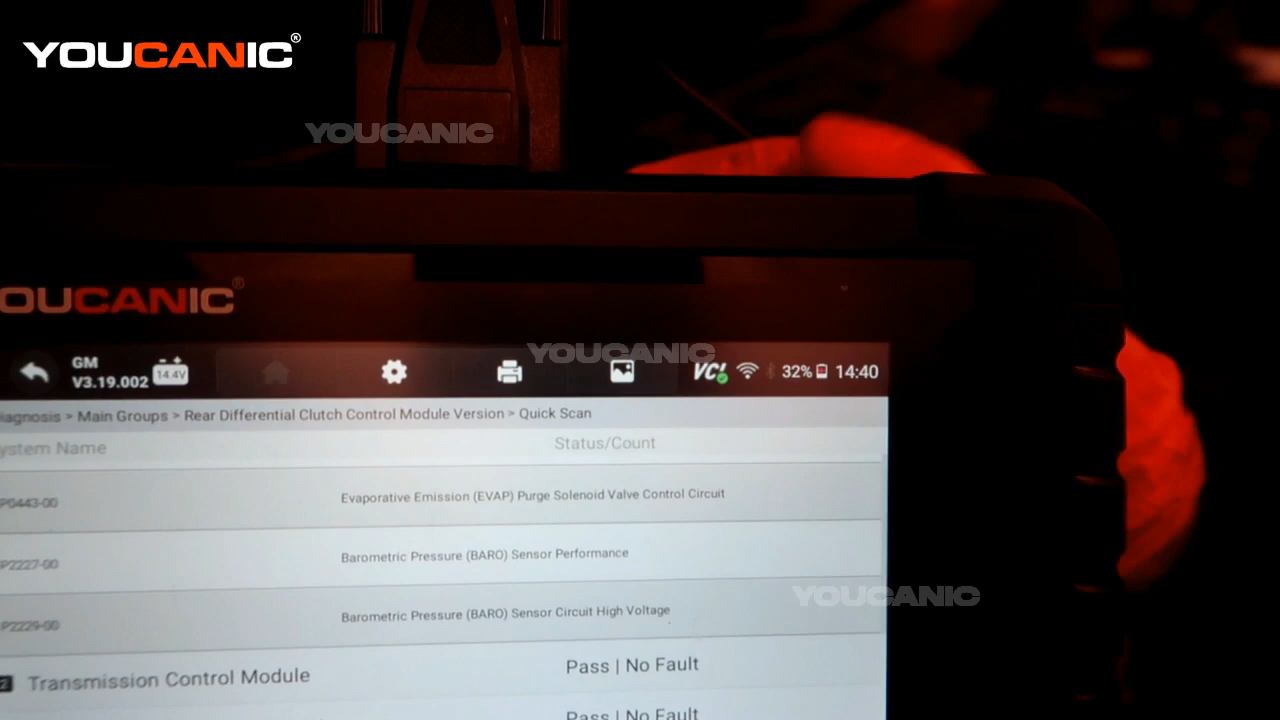 YOUCANIC®
YOUCANIC
OUCANIC®
YOUCANIC
GM
V3.19.002
14.4V
VCI
32%
14:40
iagnosis > Main Groups > Rear Differential Clutch Control Module Version > Quick Scan
ystem Name
Status/Count
P0443-00
Evaporative Emission (EVAP) Purge Solenoid Valve Control Circuit
P2227-00
Barometric Pressure (BARO) Sensor Performance
YOUCANIC
P2229-00
Barometric Pressure (BARO) Sensor Circuit High Voltage
2 Transmission Control Module
Pass | No Fault
Pass | No Fault